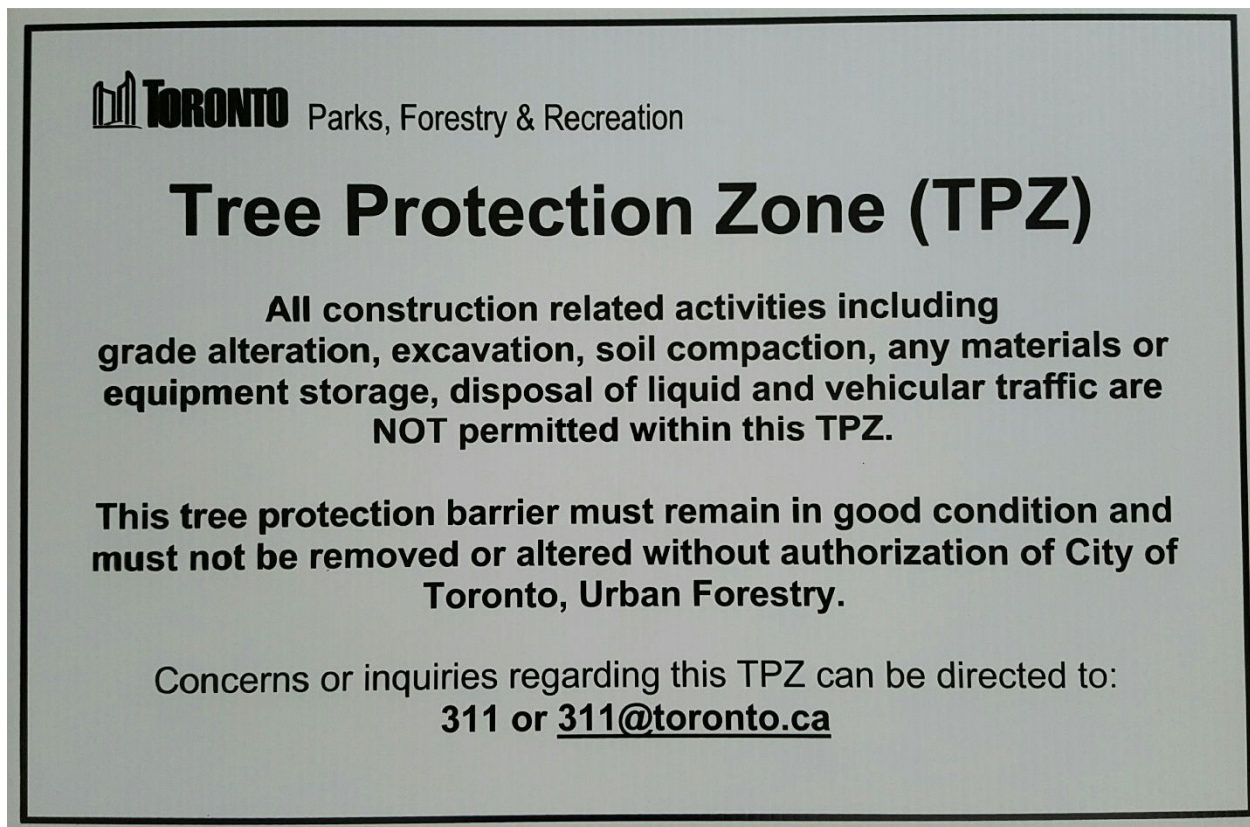 TORONTO Parks, Forestry & Recreation
Tree Protection Zone (TPZ)
All construction related activities including
grade alteration, excavation, soil compaction, any materials or
equipment storage, disposal of liquid and vehicular traffic are
NOT permitted within this TPZ.
This tree protection barrier must remain in good condition and
must not be removed or altered without authorization of City of
Toronto, Urban Forestry.
Concerns or inquiries regarding this TPZ can be directed to:
311 or 311@toronto.ca